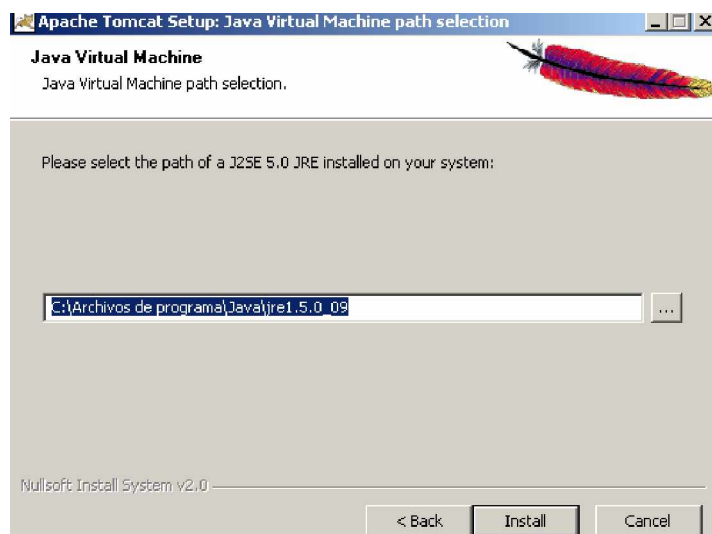 Apache Tomcat Setup: Java Virtual Machine path selection
Java Virtual Machine
Java Virtual Machine path selection.
Please select the path of a J2SE 5.0 JRE installed on your system:
C:\Archivos de programa\Java\jre1.5.0_09
...
Nullsoft Install System v2.0
< Back
Install
Cancel